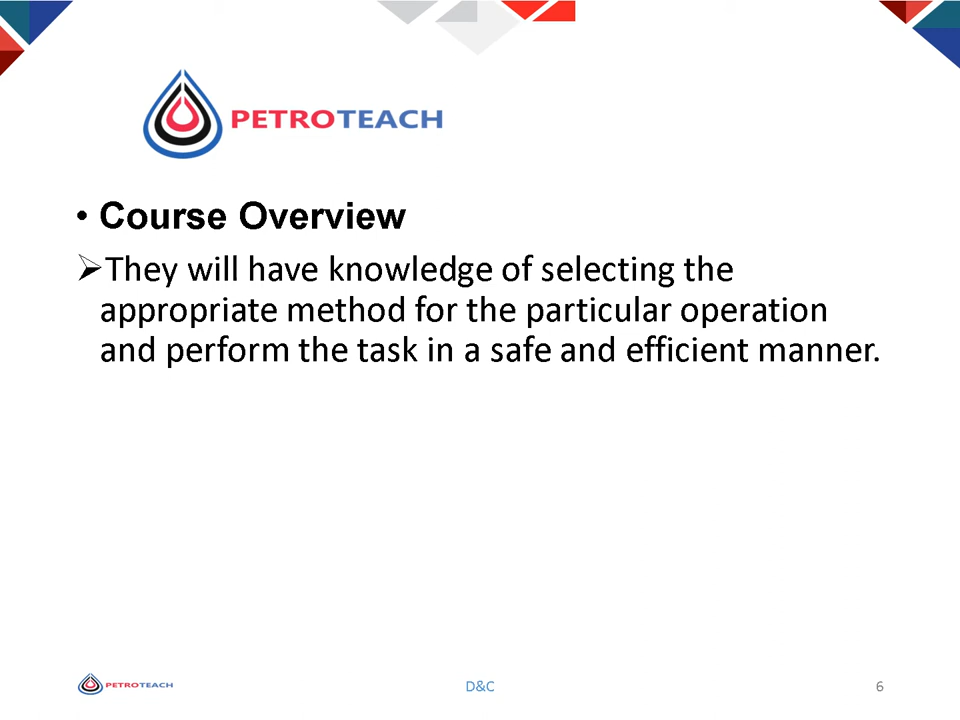 PETROTEACH
• Course Overview
➢They will have knowledge of selecting the
appropriate method for the particular operation
and perform the task in a safe and efficient manner.
PETROTEACH
D&C
6